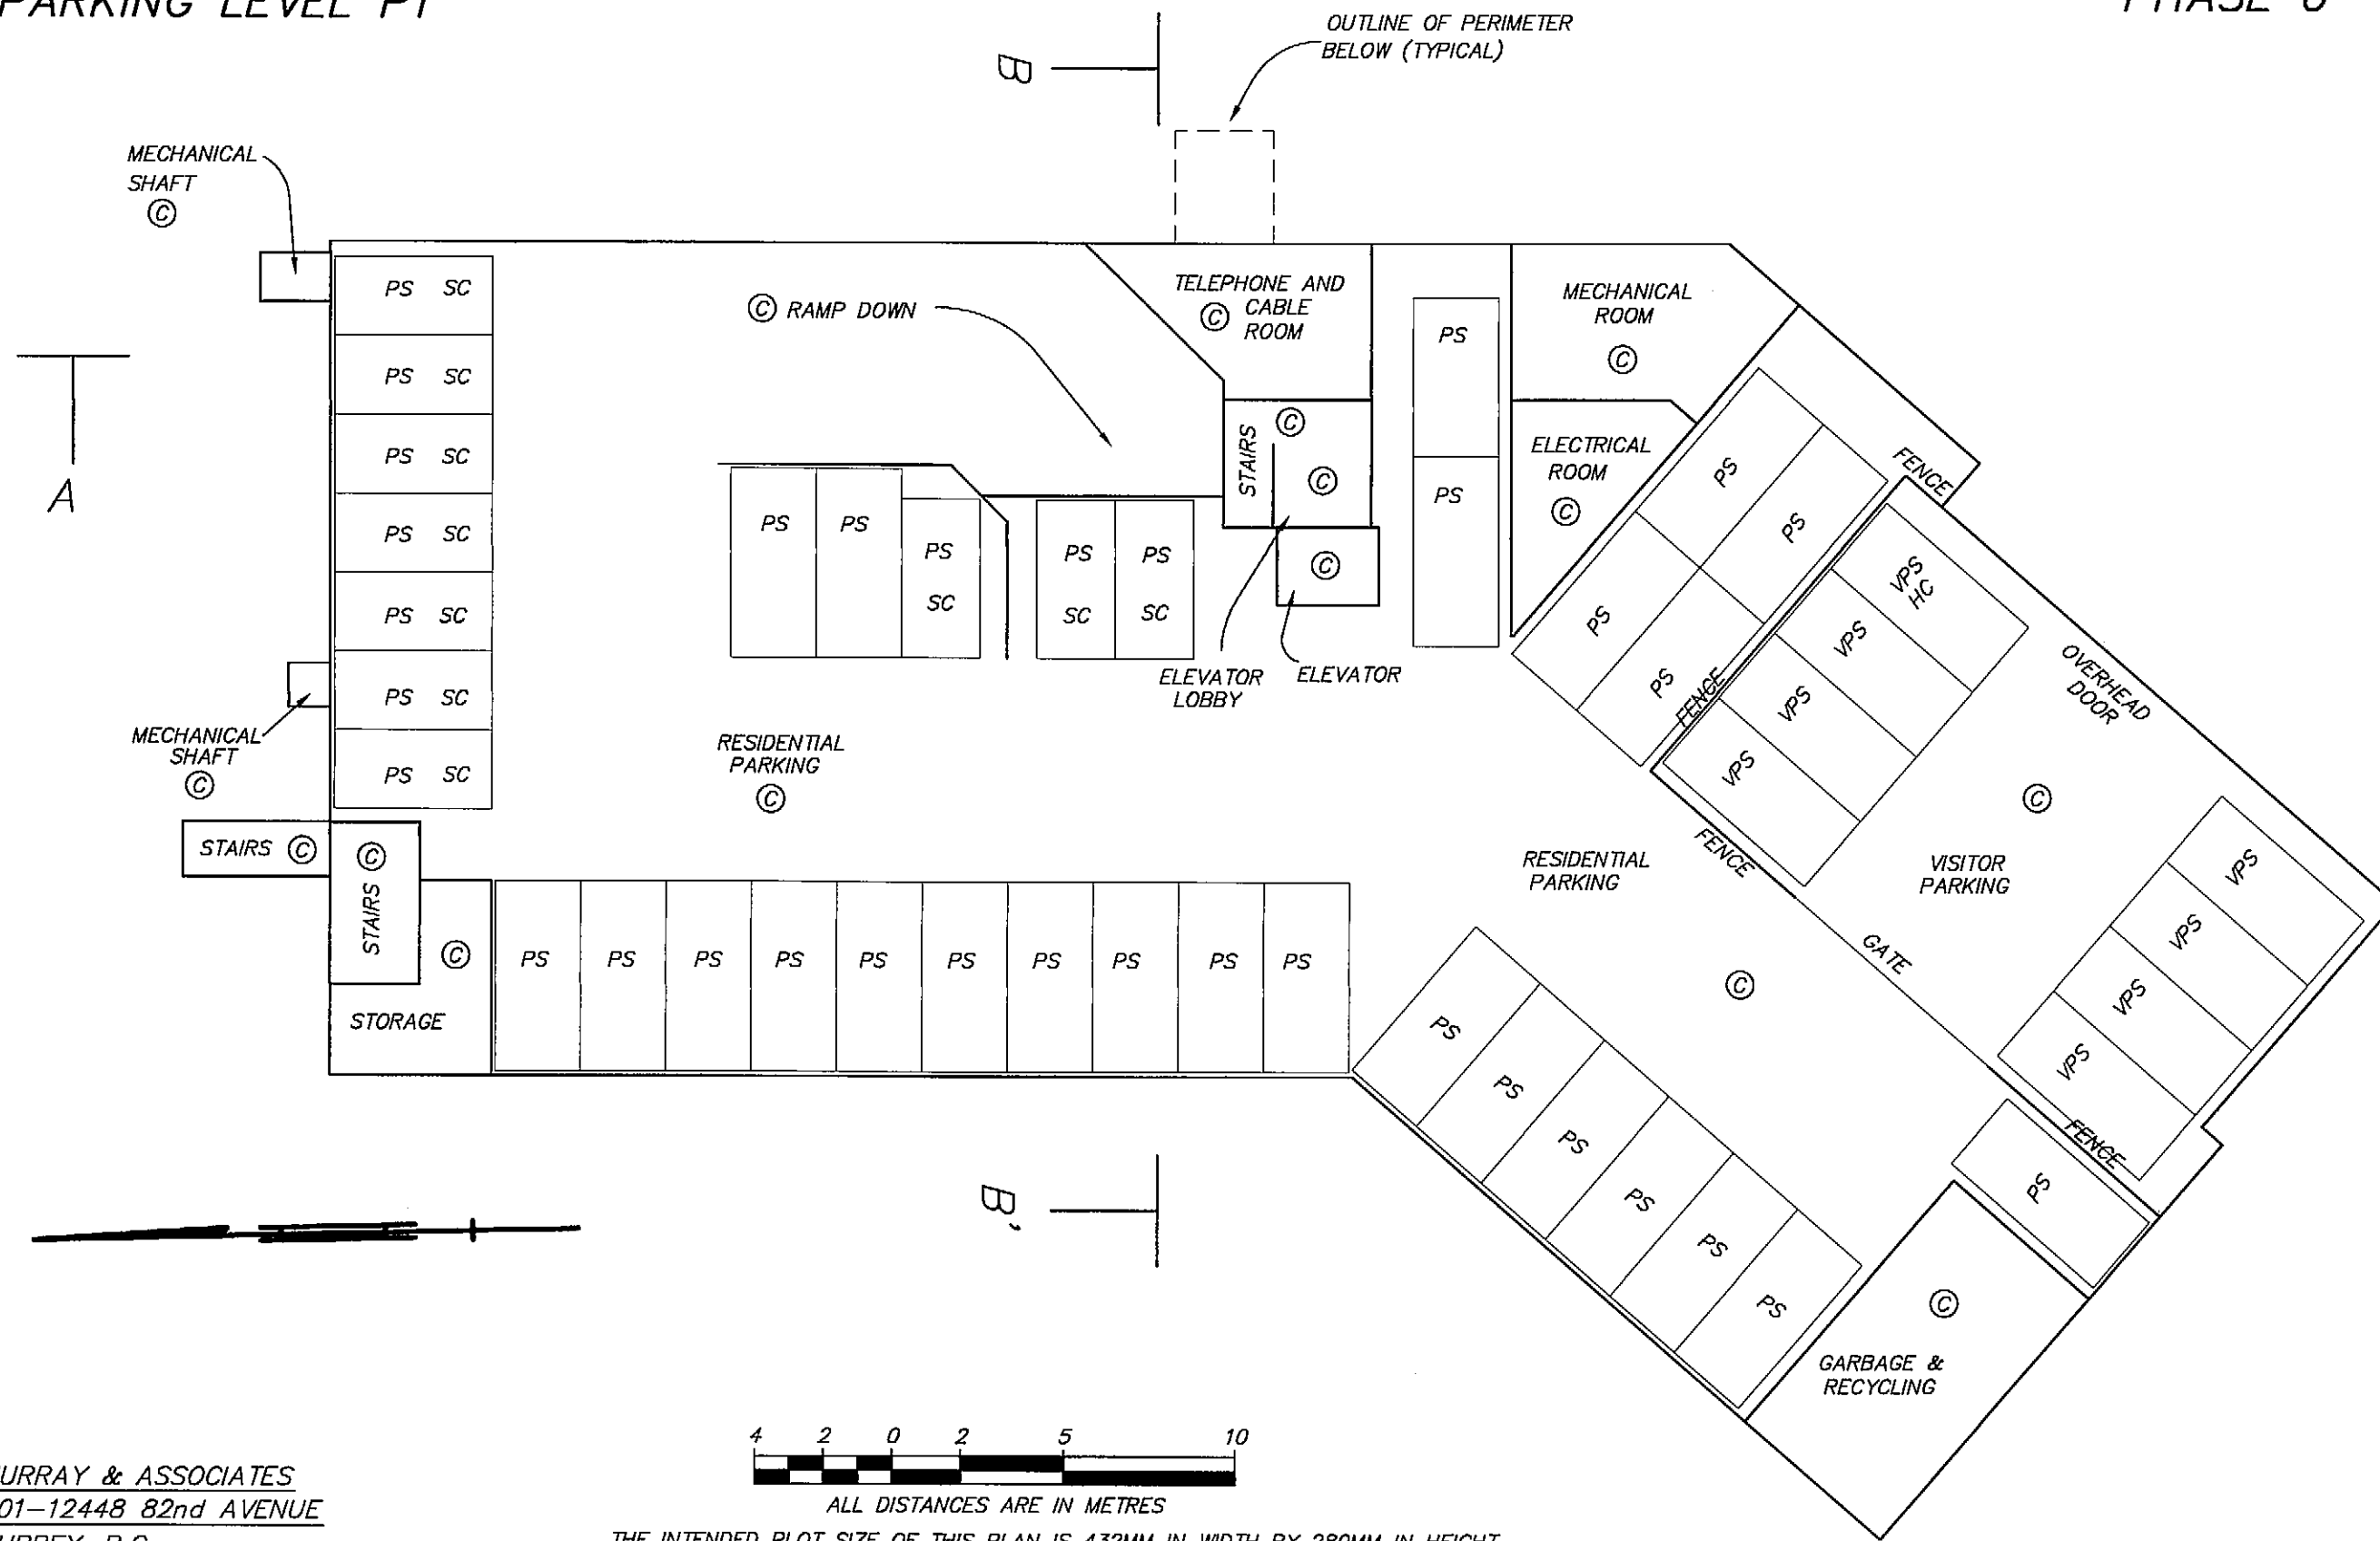 PARKING LEVEL P1
OUTLINE OF PERIMETER
BELOW (TYPICAL)
B
MECHANICAL
SHAFT
©
A
PS SC
PS SC
PS SC
PS SC
PS SC
PS SC
PS SC
© RAMP DOWN
TELEPHONE AND
© CABLE
ROOM
MECHANICAL
ROOM
©
PS
PS
STAIRS
©
©
©
ELECTRICAL
ROOM
©
PS
PS
PS
SC
PS
SC
PS
SC
ELEVATOR
LOBBY
ELEVATOR
PS
PS
PS
PS
FENCE
FENCE
FENCE
VPS
HC
VPS
VPS
VPS
OVERHEAD
DOOR
©
VISITOR
PARKING
VPS
VPS
VPS
VPS
MECHANICAL
SHAFT
©
RESIDENTIAL
PARKING
©
STAIRS ©
STAIRS ©
©
STORAGE
PS
PS
PS
PS
PS
PS
PS
PS
PS
PS
RESIDENTIAL
PARKING
©
GATE
FENCE
PS
PS
PS
PS
PS
PS
PS
©
GARBAGE &
RECYCLING
B'
4 2 0 2 5 10
ALL DISTANCES ARE IN METRES
URRAY & ASSOCIATES
01-12448 82nd AVENUE